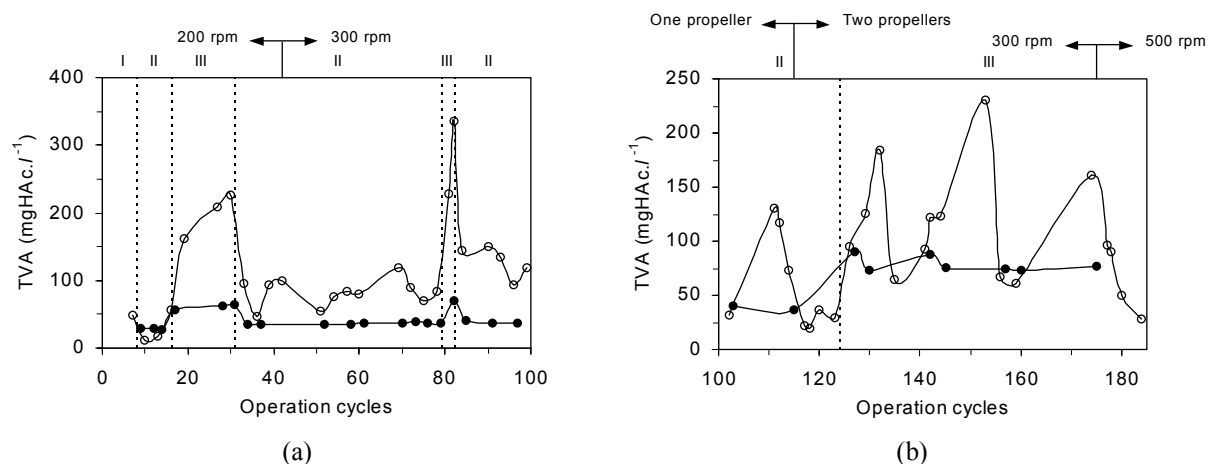 200 rpm 300 rpm
I II III II III II
400
300
200
100
0
TVA (mgHAc./⁻¹)
0 20 40 60 80 100
Operation cycles
(a)
One propeller Two propellers
300 rpm 500 rpm
II III
250
200
150
100
50
0
TVA (mgHAc./⁻¹)
100 120 140 160 180
Operation cycles
(b)